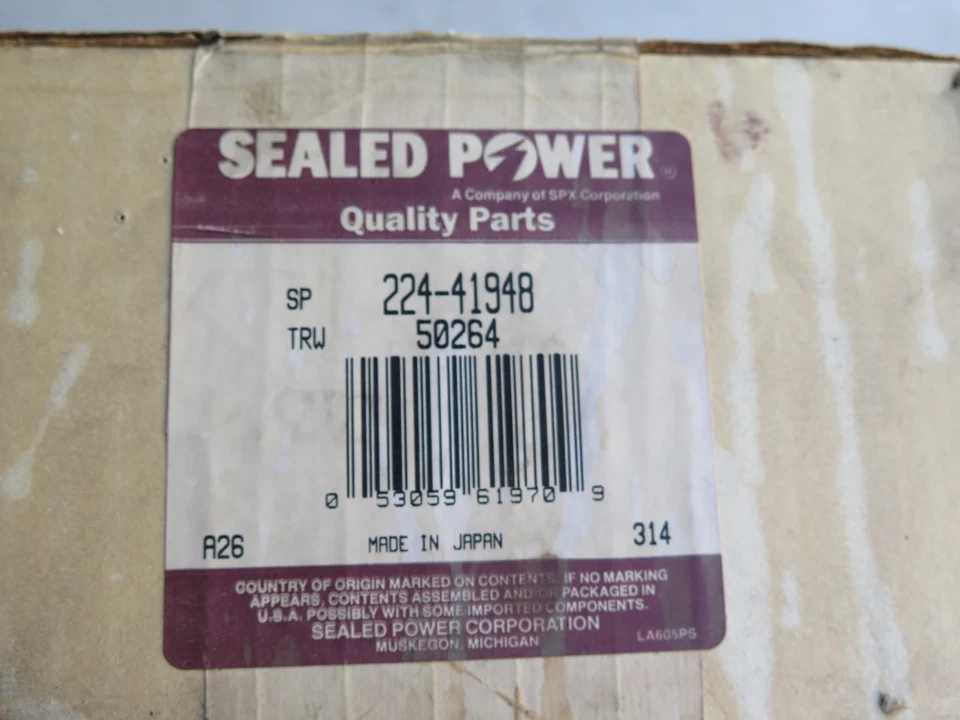 SEALED POWER ®
A Company of SPX Corporation
Quality Parts
SP 224-41948
TRW 50264
0 53059 61970 9
A26 MADE IN JAPAN 314
COUNTRY OF ORIGIN MARKED ON CONTENTS. IF NO MARKING
APPEARS, CONTENTS ASSEMBLED AND/OR PACKAGED IN
U.S.A. POSSIBLY WITH SOME IMPORTED COMPONENTS.
SEALED POWER CORPORATION
MUSKEGON, MICHIGAN
LA605PS